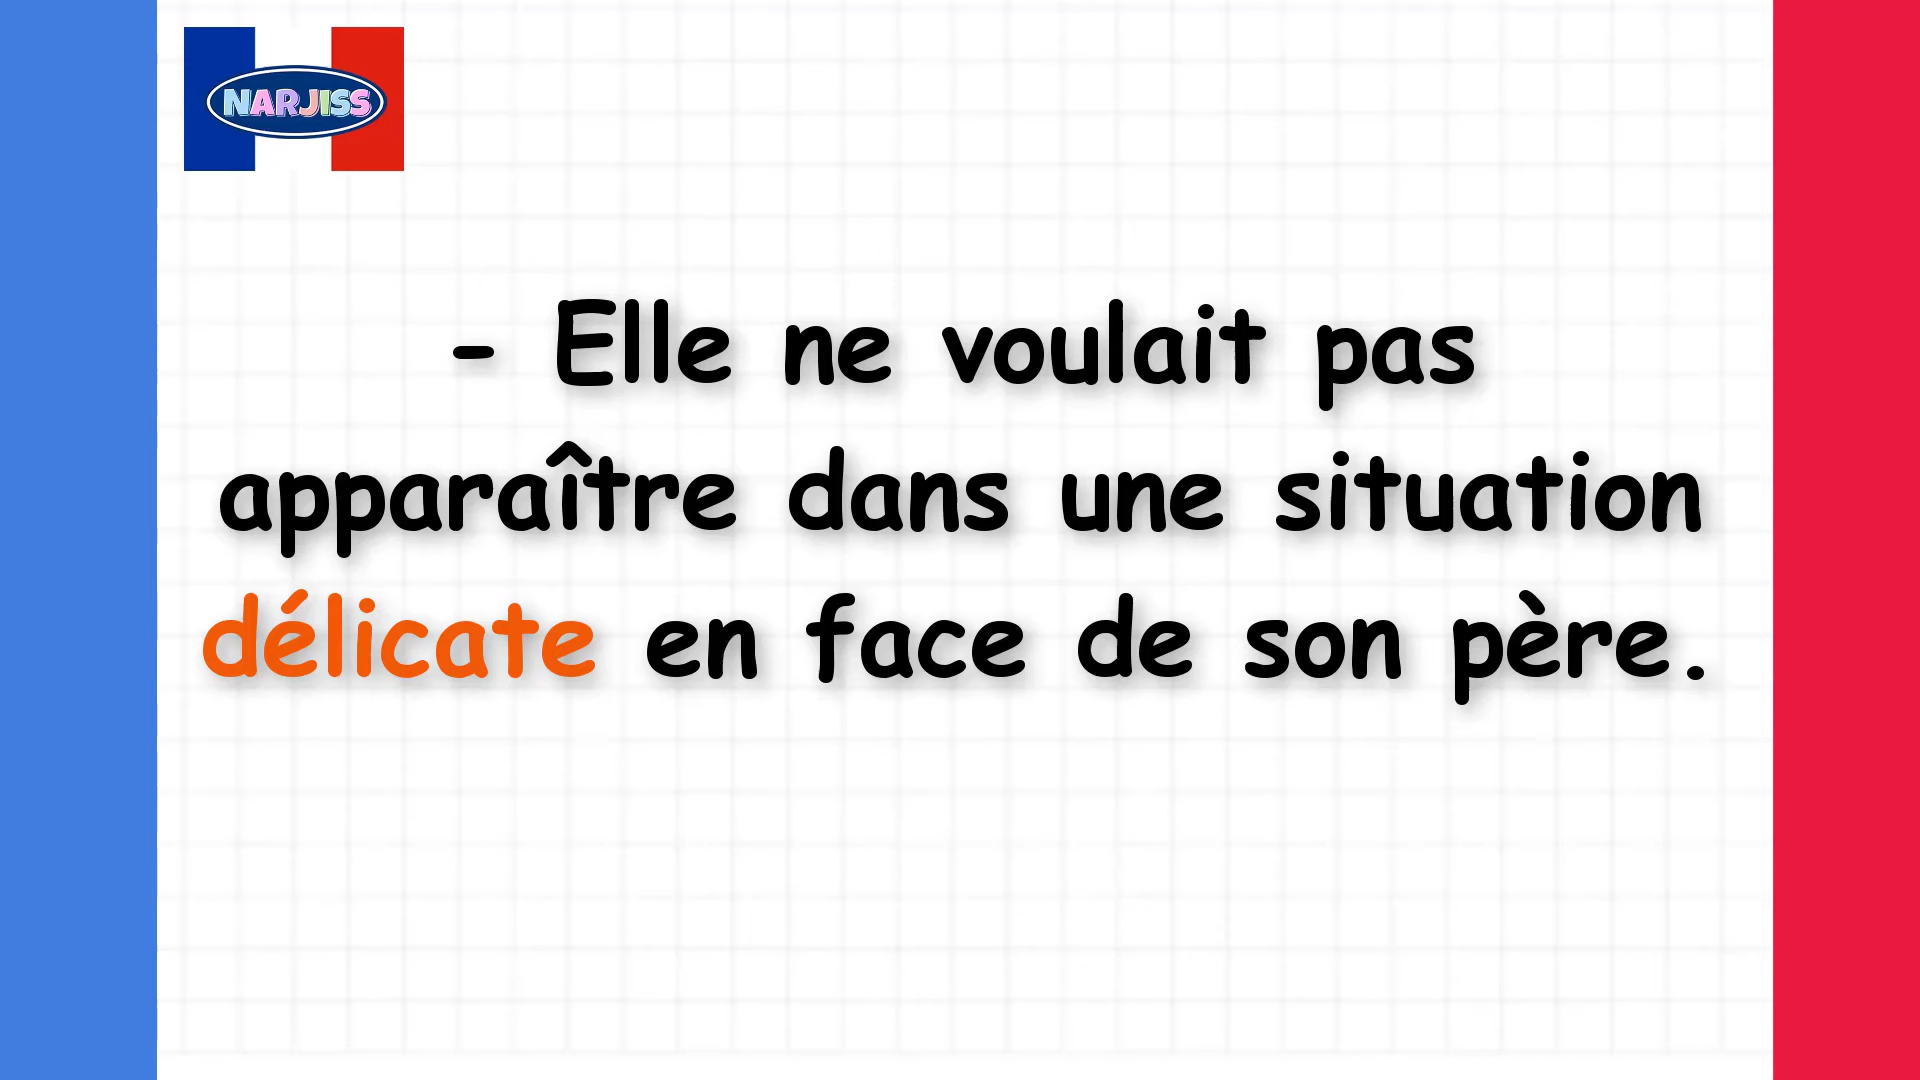 NARJISS
- Elle ne voulait pas
apparaître dans une situation
délicate en face de son père.